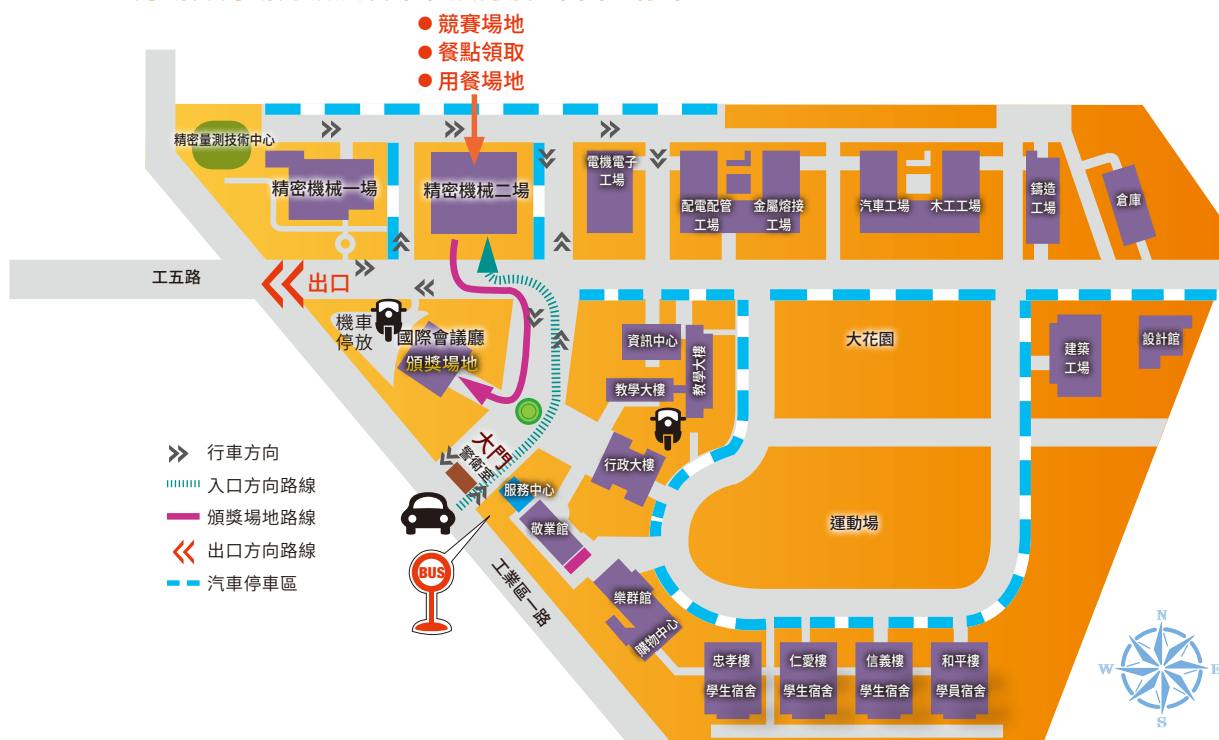 ● 競賽場地
● 餐點領取
● 用餐場地
精密量測技術中心
精密機械一場
精密機械二場
電機電子
工場
配電配管
工場
金屬熔接
工場
汽車工場
木工工場
鑄造
工場
倉庫
工五路
出口
機車
停放
國際會議廳
頒獎場地
資訊中心
教學大樓
教學大樓
大花園
建築
工場
設計館
行政大樓
運動場
大門
警衛室
服務中心
敬業館
樂群館
購物中心
工業區一路
BUS
行車方向
入口方向路線
頒獎場地路線
出口方向路線
汽車停車區
忠孝樓
學生宿舍
仁愛樓
學生宿舍
信義樓
學生宿舍
和平樓
學員宿舍
N
W
E
S